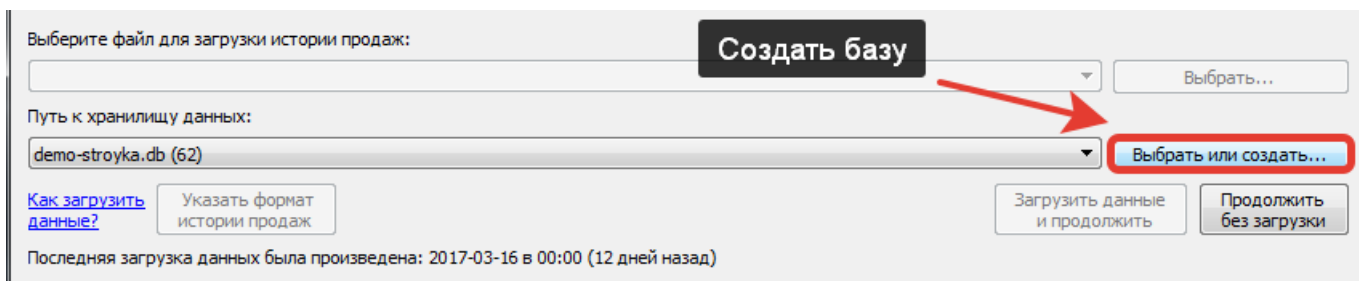 Выберите файл для загрузки истории продаж:
Создать базу
Выбрать...
Путь к хранилищу данных:
demo-stroyka.db (62)
Выбрать или создать...
Как загрузить
данные?
Указать формат
истории продаж
Загрузить данные
и продолжить
Продолжить
без загрузки
Последняя загрузка данных была произведена: 2017-03-16 в 00:00 (12 дней назад)